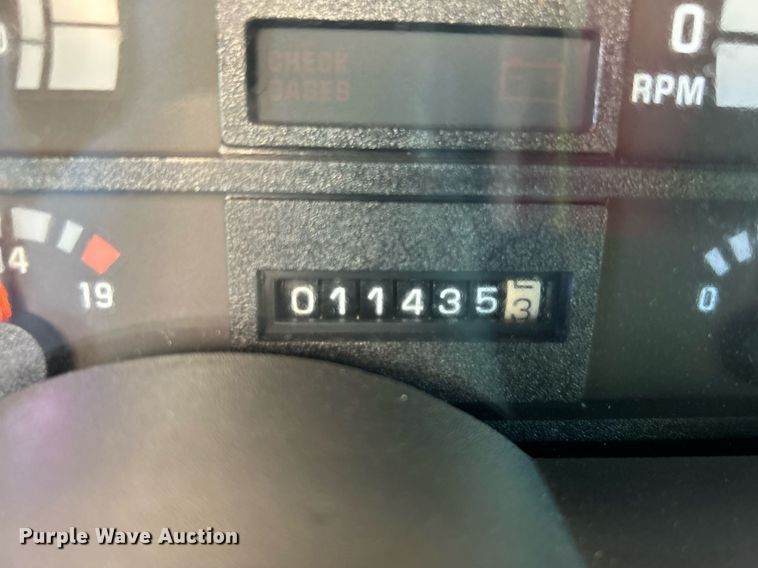 0
RPM
CHECK
GAGES
14
19
0
0114353
Purple Wave Auction